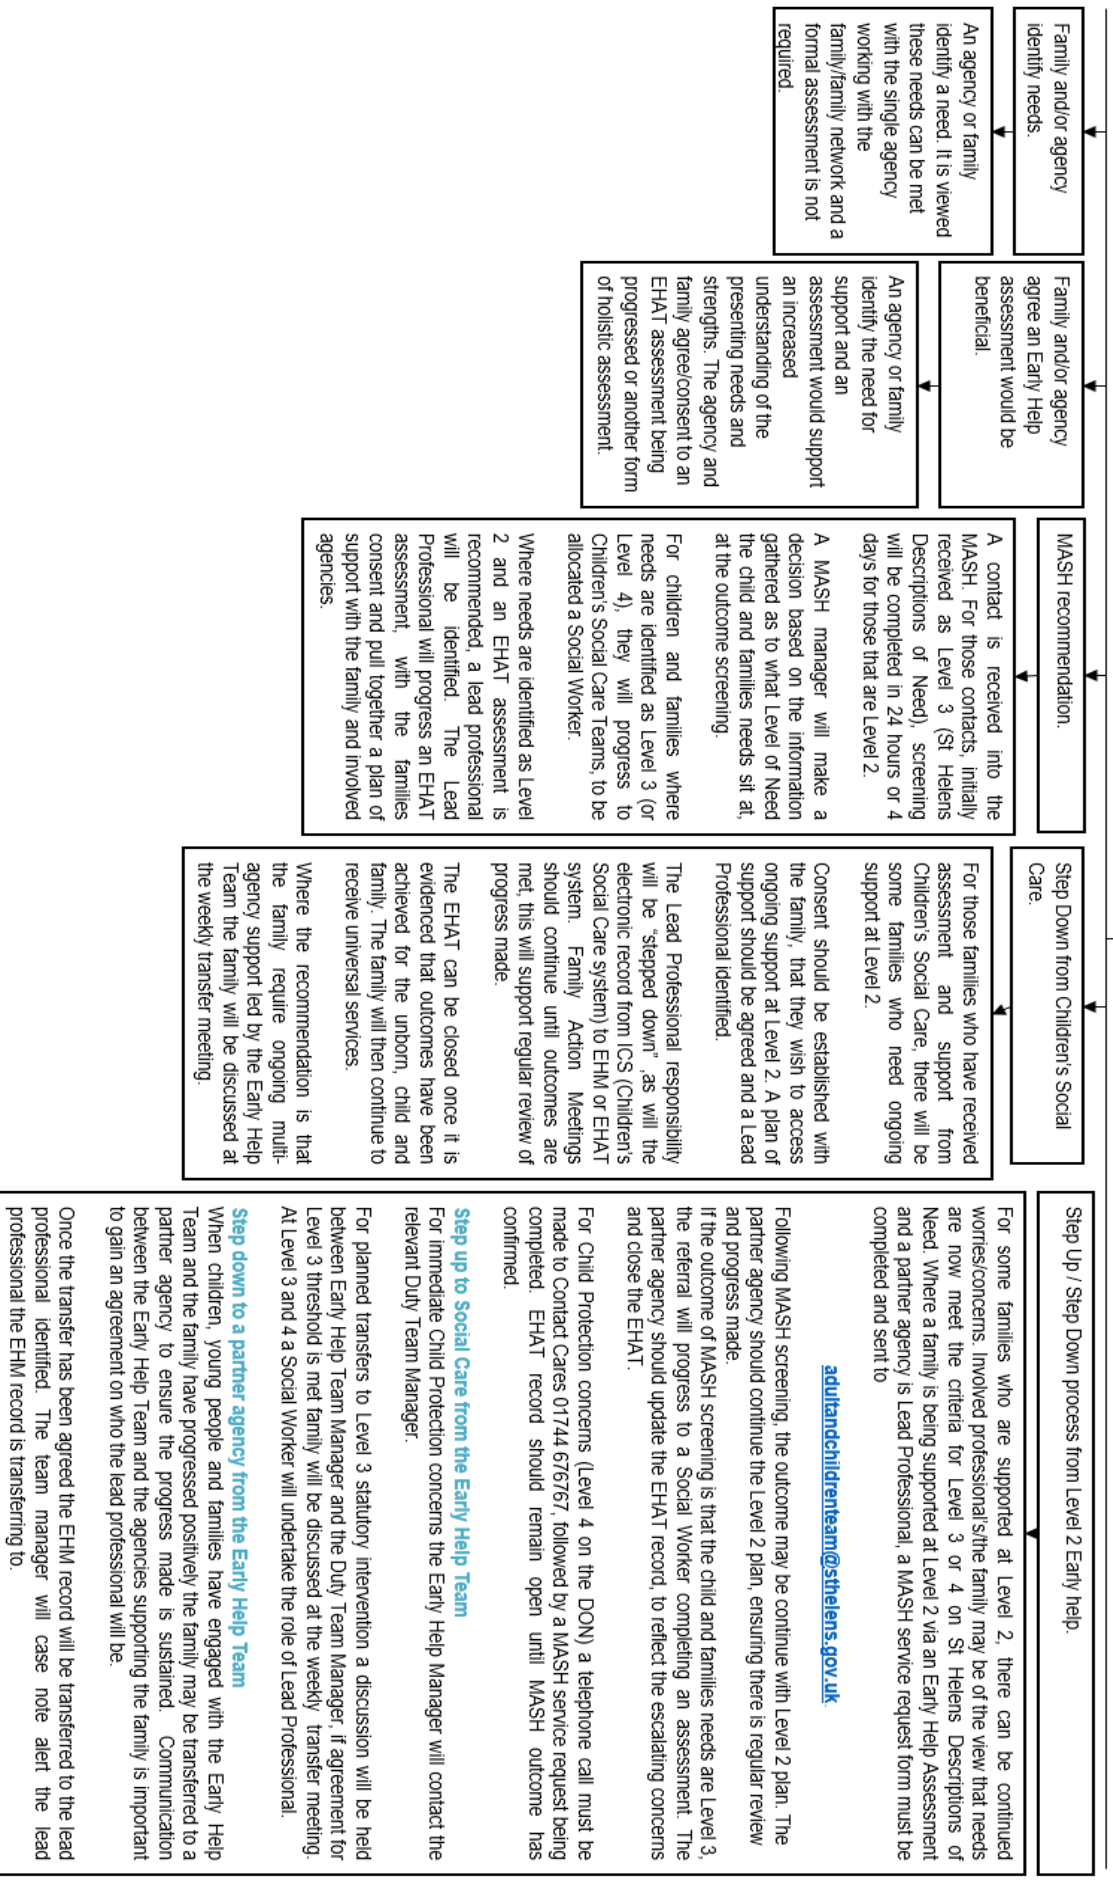 Family and/or agency
identify needs.
An agency or family
identify a need. It is viewed
these needs can be met
with the single agency
working with the
family/family network and a
formal assessment is not
required.
Family and/or agency
agree an Early Help
assessment would be
beneficial.
An agency or family
identify the need for
support and an
assessment would support
an increased
understanding of the
presenting needs and
strengths. The agency and
family agree/consent to an
EHAT assessment being
progressed or another form
of holistic assessment.
MASH recommendation.
A contact is received into the
MASH. For those contacts, initially
received as Level 3 (St Helens
Descriptions of Need), screening
will be completed in 24 hours or 4
days for those that are Level 2.
A MASH manager will make a
decision based on the information
gathered as to what Level of Need
the child and families needs sit at,
at the outcome screening.
For children and families where
needs are identified as Level 3 (or
Level 4), they will progress to
Children's Social Care Teams, to be
allocated a Social Worker.
Where needs are identified as Level
2 and an EHAT assessment is
recommended, a lead professional
will be identified. The Lead
Professional will progress an EHAT
assessment, with the families
consent and pull together a plan of
support with the family and involved
agencies.
Step Down from Children's Social
Care.
For those families who have received
assessment and support from
Children's Social Care, there will be
some families who need ongoing
support at Level 2.
Consent should be established with
the family, that they wish to access
ongoing support at Level 2. A plan of
support should be agreed and a Lead
Professional identified.
The Lead Professional responsibility
will be “stepped down” ,as will the
electronic record from ICS (Children's
Social Care system) to EHM or EHAT
system. Family Action Meetings
should continue until outcomes are
met, this will support regular review of
progress made.
The EHAT can be closed once it is
evidenced that outcomes have been
achieved for the unborn, child and
family. The family will then continue to
receive universal services.
Where the recommendation is that
the family require ongoing multi-
agency support led by the Early Help
Team the family will be discussed at
the weekly transfer meeting.
Step Up / Step Down process from Level 2 Early help.
For some families who are supported at Level 2, there can be continued
worries/concerns. Involved professional's/the family may be of the view that needs
are now meet the criteria for Level 3 or 4 on St Helens Descriptions of
Need. Where a family is being supported at Level 2 via an Early Help Assessment
and a partner agency is Lead Professional, a MASH service request form must be
completed and sent to
adultandchildrenteam@sthelens.gov.uk.
Following MASH screening, the outcome may be continue with Level 2 plan. The
partner agency should continue the Level 2 plan, ensuring there is regular review
and progress made.
If the outcome of MASH screening is that the child and families needs are Level 3,
the referral will progress to a Social Worker completing an assessment. The
partner agency should update the EHAT record, to reflect the escalating concerns
and close the EHAT.
For Child Protection concerns (Level 4 on the DON) a telephone call must be
made to Contact Cares 01744 676767, followed by a MASH service request being
completed. EHAT record should remain open until MASH outcome has
confirmed.
Step up to Social Care from the Early Help Team
For immediate Child Protection concerns the Early Help Manager will contact the
relevant Duty Team Manager.
For planned transfers to Level 3 statutory intervention a discussion will be held
between Early Help Team Manager and the Duty Team Manager, if agreement for
Level 3 threshold is met family will be discussed at the weekly transfer meeting.
At Level 3 and 4 a Social Worker will undertake the role of Lead Professional.
Step down to a partner agency from the Early Help Team
When children, young people and families have engaged with the Early Help
Team and the family have progressed positively the family may be transferred to a
partner agency to ensure the progress made is sustained. Communication
between the Early Help Team and the agencies supporting the family is important
to gain an agreement on who the lead professional will be.
Once the transfer has been agreed the EHM record will be transferred to the lead
professional identified. The team manager will case note alert the lead
professional the EHM record is transferring to.